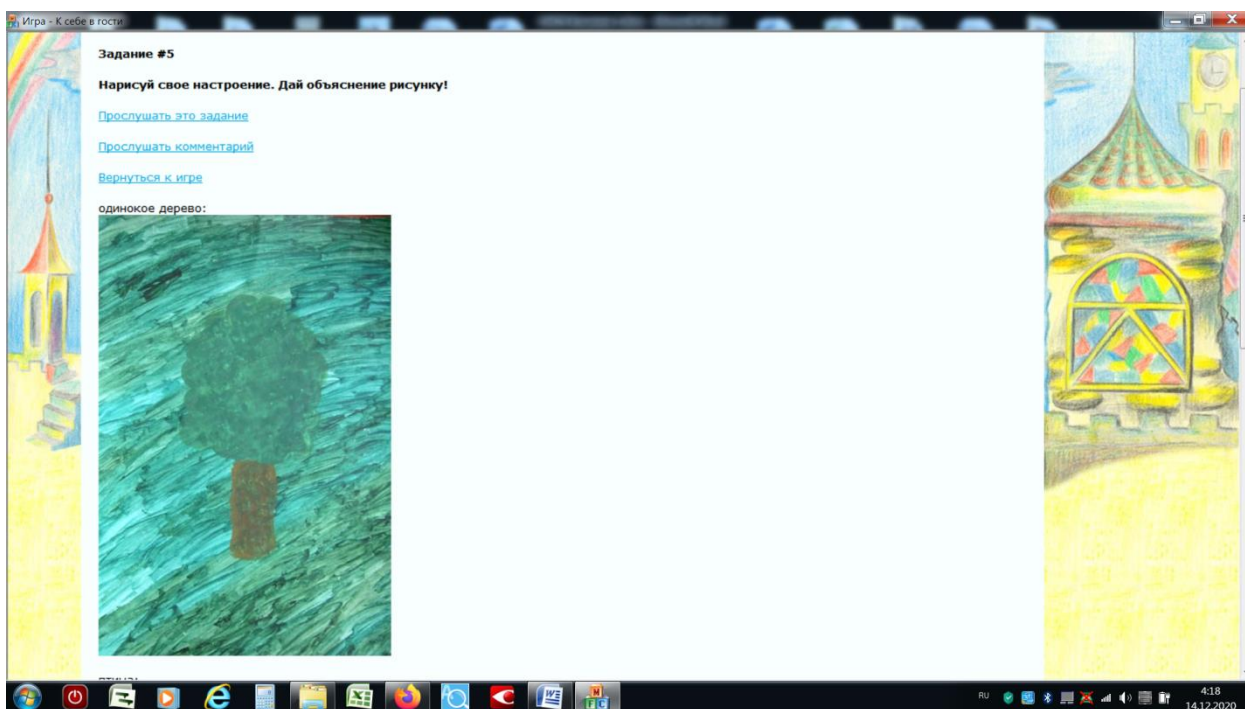 Игра - К себе в гости
Задание #5
Нарисуй свое настроение. Дай объяснение рисунку!
Прослушать это задание
Прослушать комментарий
Вернуться к игре
одинокое дерево:
RU
4:18
14.12.2020